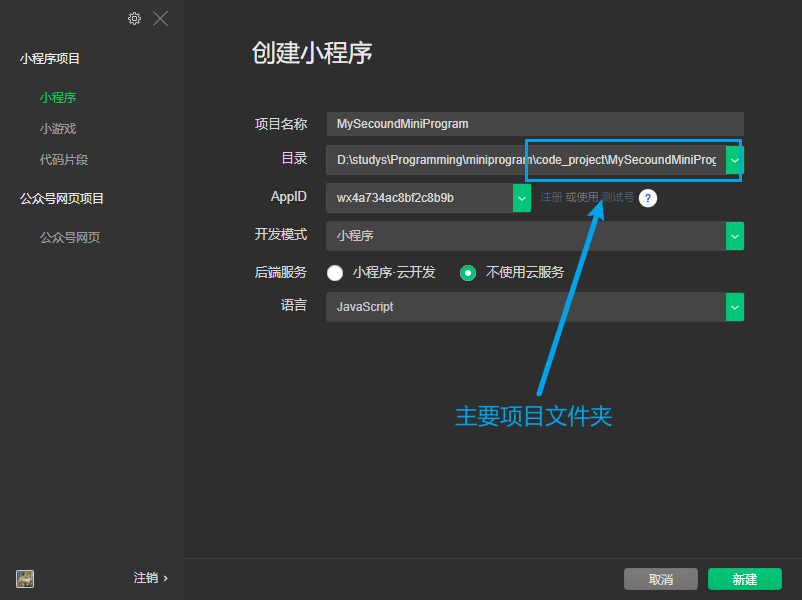 小程序项目
小程序
小游戏
代码片段
公众号网页项目
公众号网页
注销 ›
创建小程序
项目名称 MySecoundMiniProgram
目录 D:\studys\Programming\miniprogram\code_project\MySecoundMiniProg
AppID wx4a734ac8bf2c8b9b 注册 或使用 测试号 ?
开发模式 小程序
后端服务 小程序·云开发 不使用云服务
语言 JavaScript
主要项目文件夹
取消 新建